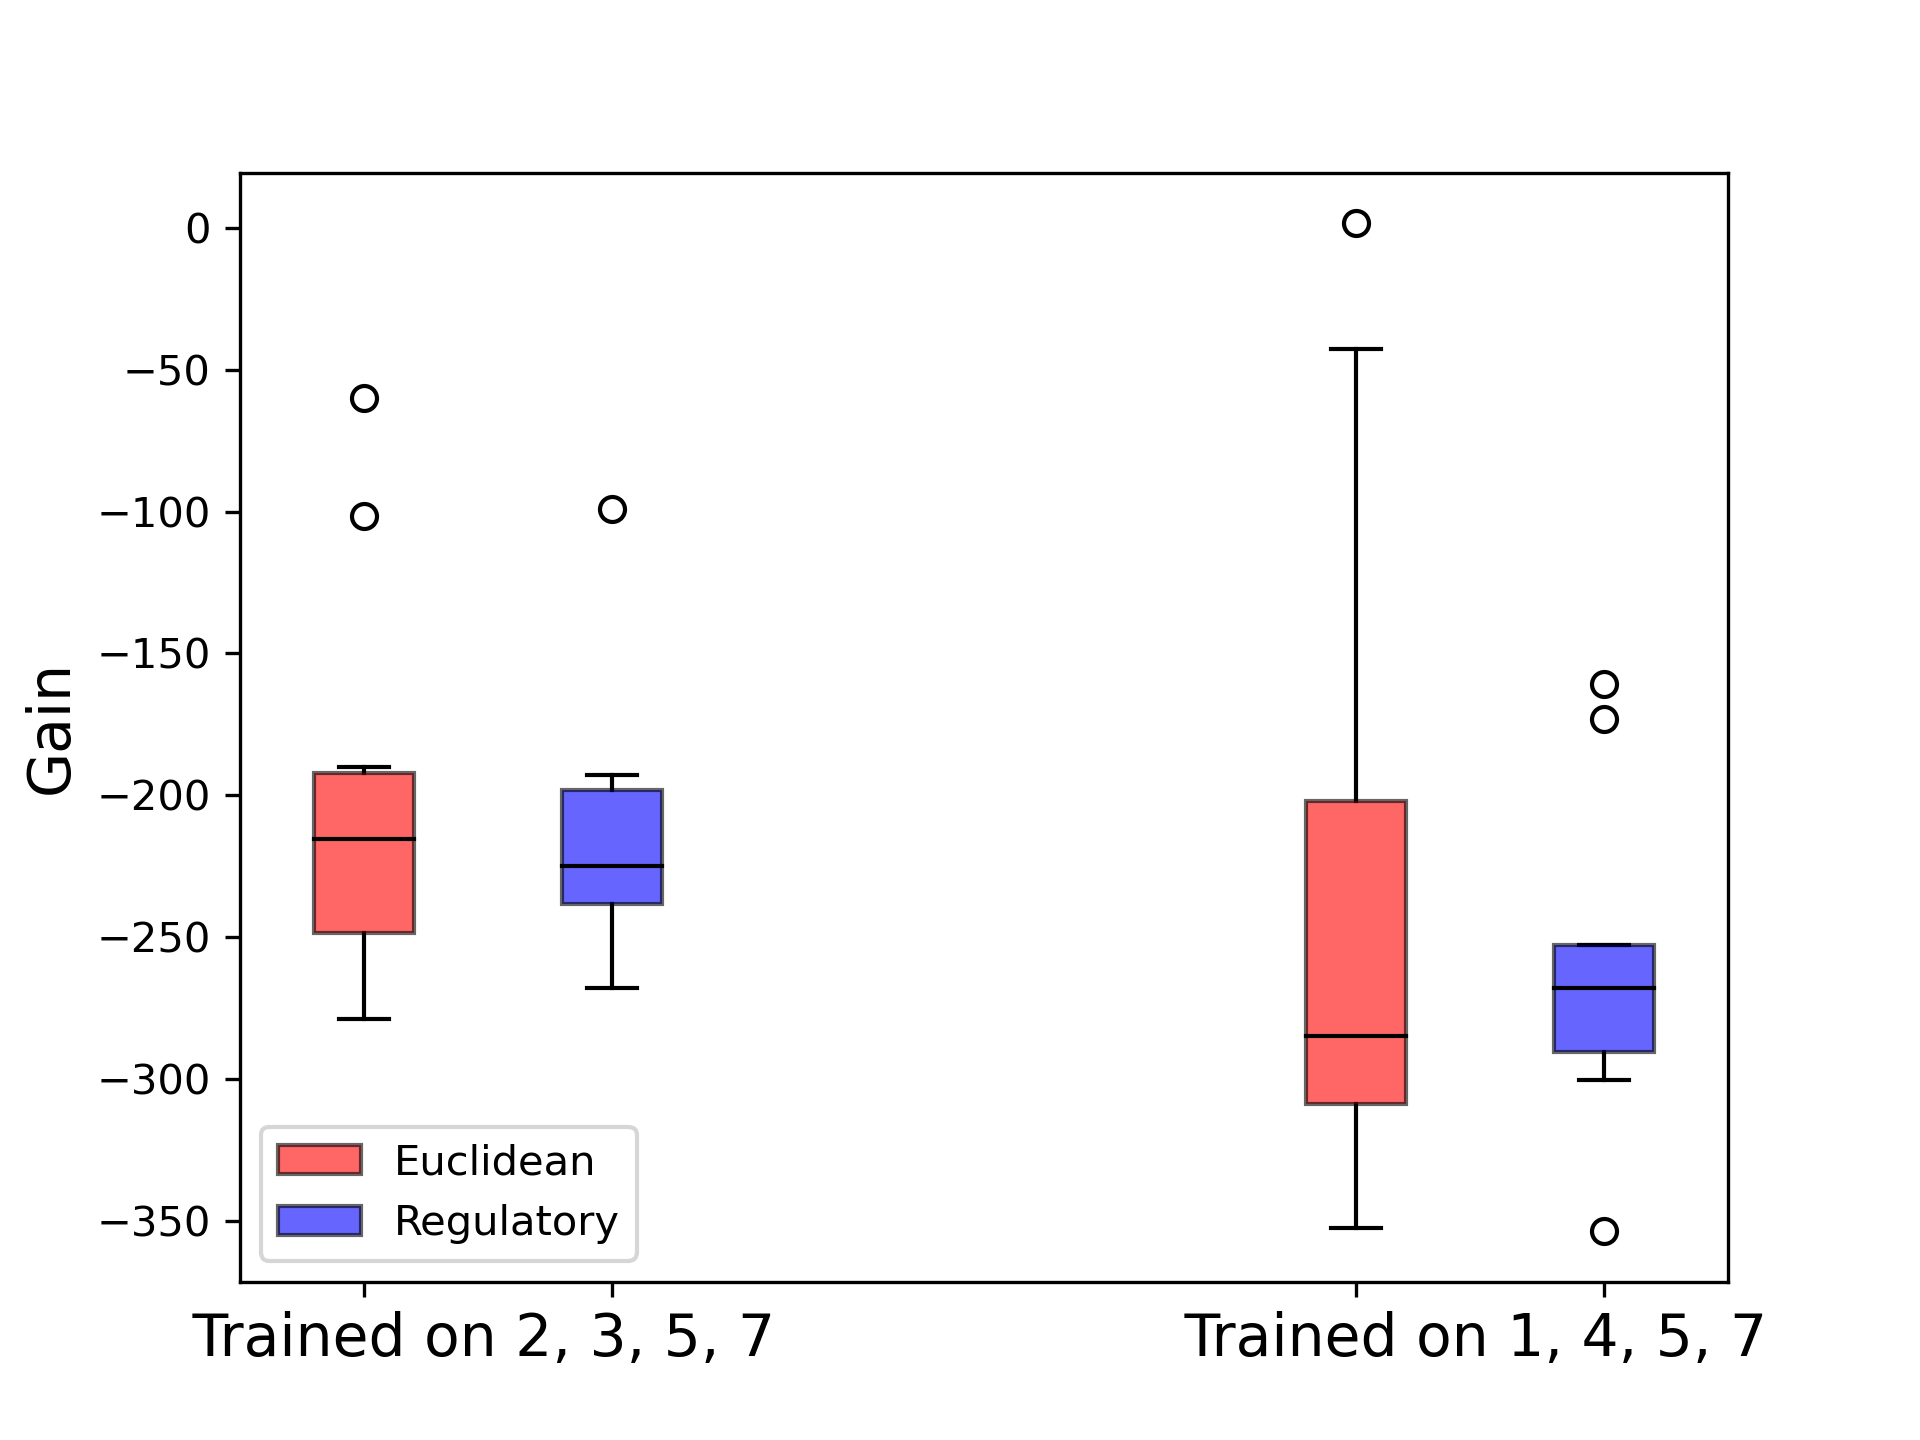 0
−50
−100
−150
−200
−250
−300
−350
Gain
Euclidean
Regulatory
Trained on 2, 3, 5, 7
Trained on 1, 4, 5, 7